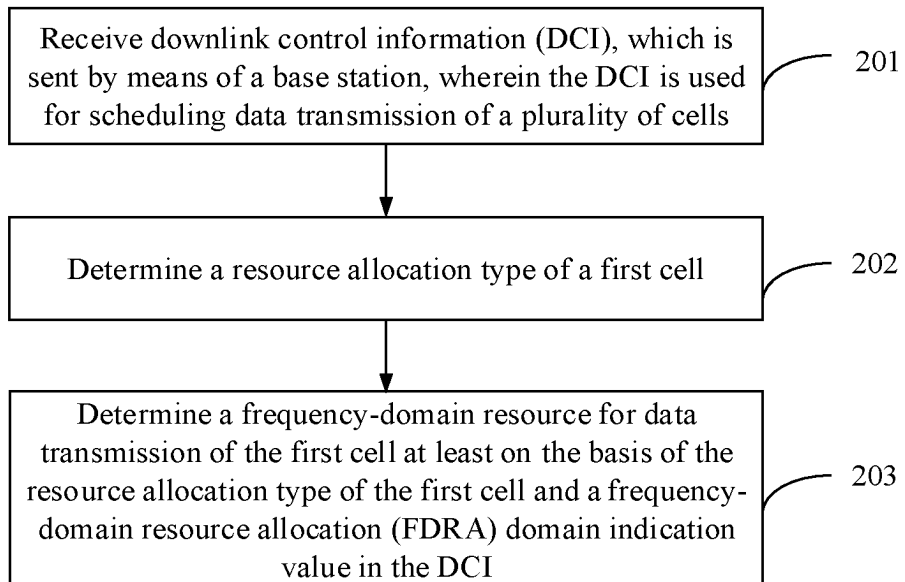 Receive downlink control information (DCI), which is
sent by means of a base station, wherein the DCI is used
for scheduling data transmission of a plurality of cells
201
Determine a resource allocation type of a first cell
202
Determine a frequency-domain resource for data
transmission of the first cell at least on the basis of the
resource allocation type of the first cell and a frequency-
domain resource allocation (FDRA) domain indication
value in the DCI
203